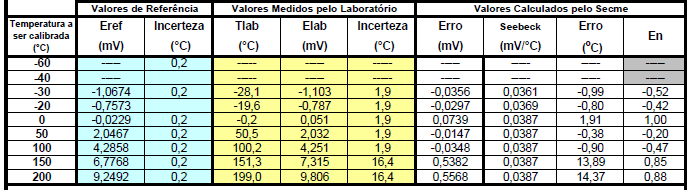 Valores de Referência Valores Medidos pelo Laboratório Valores Calculados pelo Secme
Temperatura a ser calibrada (°C) Eref (mV) Incerteza (°C) Tlab (°C) Elab (mV) Incerteza (°C) Erro (mV) Seebeck (mV/°C) Erro (ºC) En
-60 ----- 0,2 ----- ----- ----- ----- ----- ----- -----
-40 ----- ----- ----- ----- ----- ----- ----- -----
-30 -1,0674 0,2 -28,1 -1,103 1,9 -0,0356 0,0361 -0,99 -0,52
-20 -0,7573 -19,6 -0,787 1,9 -0,0297 0,0369 -0,80 -0,42
0 -0,0229 0,2 -0,2 0,051 1,9 0,0739 0,0387 1,91 1,00
50 2,0467 0,2 50,5 2,032 1,9 -0,0147 0,0387 -0,38 -0,20
100 4,2858 0,2 100,2 4,251 1,9 -0,0348 0,0387 -0,90 -0,47
150 6,7768 0,2 151,3 7,315 16,4 0,5382 0,0387 13,89 0,85
200 9,2492 0,2 199,0 9,806 16,4 0,5568 0,0387 14,37 0,88